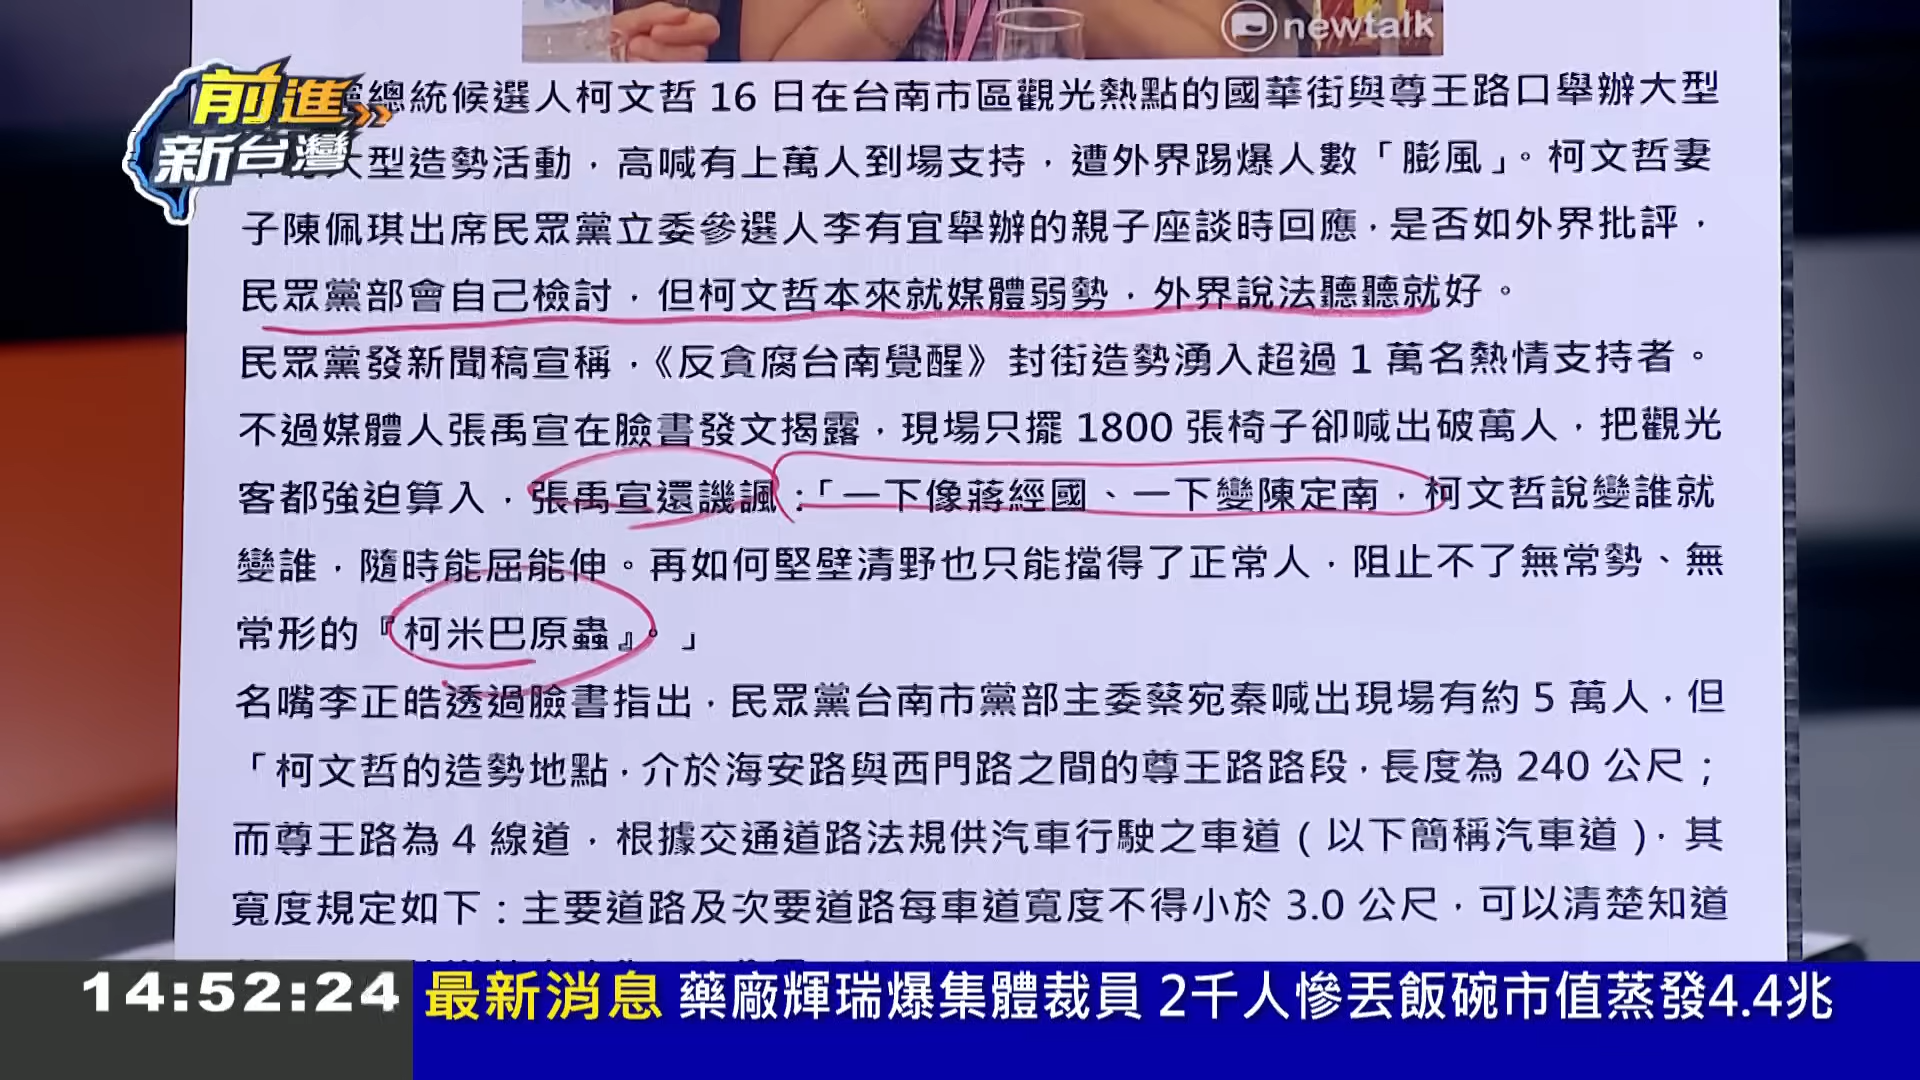 newtalk
前進
新台灣
總統候選人柯文哲 16 日在台南市區觀光熱點的國華街與尊王路口舉辦大型
大型造勢活動，高喊有上萬人到場支持，遭外界踢爆人數「膨風」。柯文哲妻
子陳佩琪出席民眾黨立委參選人李有宜舉辦的親子座談時回應，是否如外界批評，
民眾黨部會自己檢討，但柯文哲本來就媒體弱勢，外界說法聽聽就好。
民眾黨發新聞稿宣稱，《反貪腐台南覺醒》封街造勢湧入超過 1 萬名熱情支持者。
不過媒體人張禹宣在臉書發文揭露，現場只擺 1800 張椅子卻喊出破萬人，把觀光
客都強迫算入，張禹宣還譏諷：「一下像蔣經國、一下變陳定南，柯文哲說變誰就
變誰，隨時能屈能伸。再如何堅壁清野也只能擋得了正常人，阻止不了無常勢、無
常形的『柯米巴原蟲』。」
名嘴李正皓透過臉書指出，民眾黨台南市黨部主委蔡宛秦喊出現場有約 5 萬人，但
「柯文哲的造勢地點，介於海安路與西門路之間的尊王路路段，長度為 240 公尺；
而尊王路為 4 線道，根據交通道路法規供汽車行駛之車道（以下簡稱汽車道），其
寬度規定如下：主要道路及次要道路每車道寬度不得小於 3.0 公尺，可以清楚知道
14:52:24 最新消息 藥廠輝瑞爆集體裁員 2千人慘丟飯碗市值蒸發4.4兆